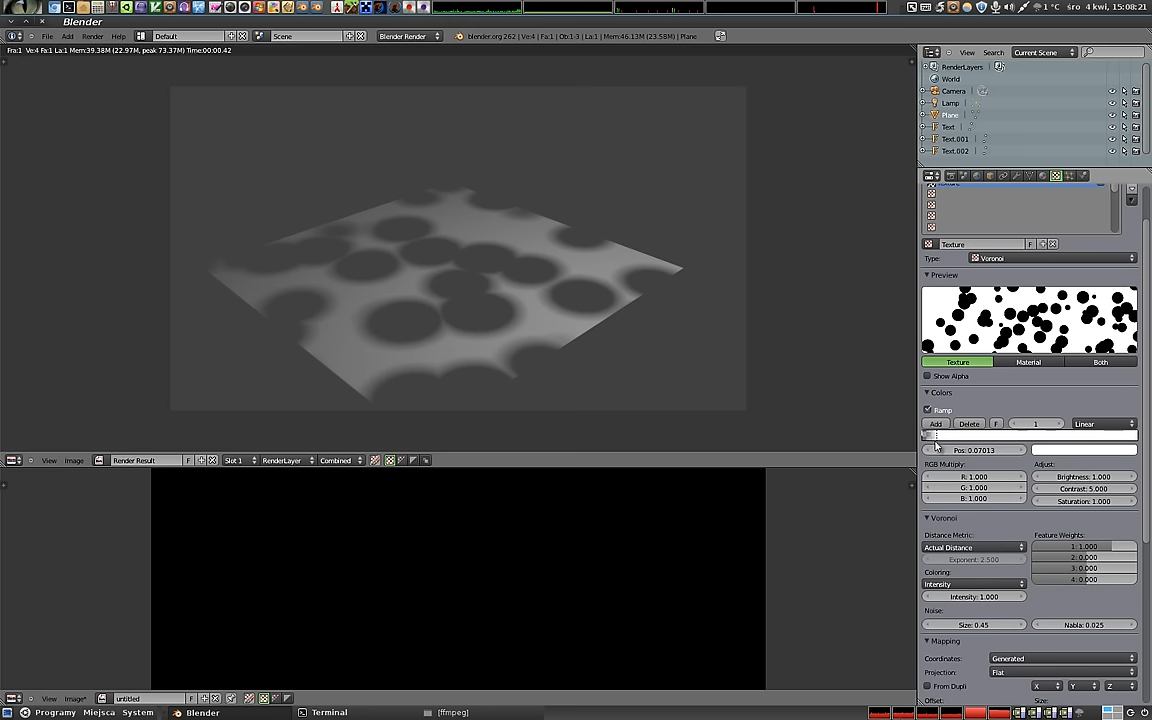 1 °C śro 4 kwi, 15:08:21
Blender
File Add Render Help Default F Scene F Blender Render blender.org 262 | Ve:4 | Fa:1 | Ob:1-3 | La:1 | Mem:46.13M (23.58M) | Plane
Fra:1 Ve:4 Fa:1 La:1 Mem:39.38M (22.97M, peak 73.37M) Time:00:00.42
View Search Current Scene
RenderLayers
World
Camera
Lamp
Plane
Text
Text.001
Text.002
Texture
Texture F
Type: Voronoi
Preview
Texture Material Both
Show Alpha
Colors
Ramp
Add Delete F 1 Linear
Pos: 0.07013
RGB Multiply: Adjust:
R: 1.000 Brightness: 1.000
G: 1.000 Contrast: 5.000
B: 1.000 Saturation: 1.000
Voronoi
Distance Metric: Feature Weights:
Actual Distance 1: 1.000
Exponent: 2.500 2: 0.000
Coloring: 3: 0.000
Intensity 4: 0.000
Intensity: 1.000
Noise:
Size: 0.45 Nabla: 0.025
Mapping
Coordinates: Generated
Projection: Flat
From Dupli X Y Z
Offset: Size:
View Image Render Result F Slot 1 RenderLayer Combined
View Image* untitled F
Programy Miejsca System Blender Terminal [ffmpeg]